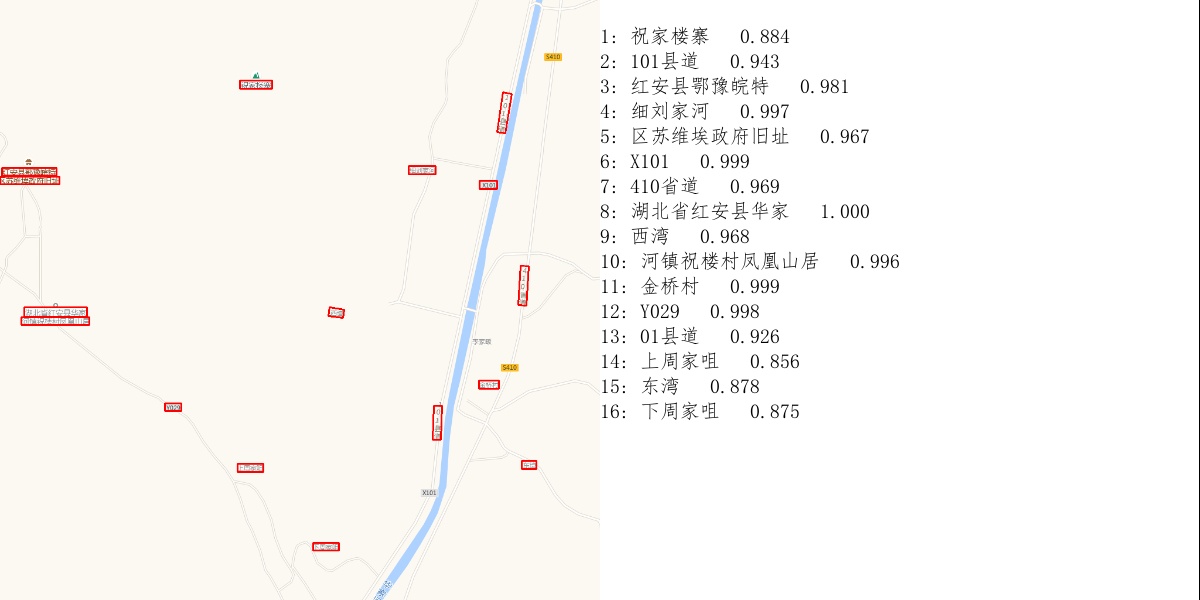 S410
X101
李家塝
S410
X101
1: 祝家楼寨 0.884
2: 101县道 0.943
3: 红安县鄂豫皖特 0.981
4: 细刘家河 0.997
5: 区苏维埃政府旧址 0.967
6: X101 0.999
7: 410省道 0.969
8: 湖北省红安县华家 1.000
9: 西湾 0.968
10: 河镇祝楼村凤凰山居 0.996
11: 金桥村 0.999
12: Y029 0.998
13: 01县道 0.926
14: 上周家咀 0.856
15: 东湾 0.878
16: 下周家咀 0.875